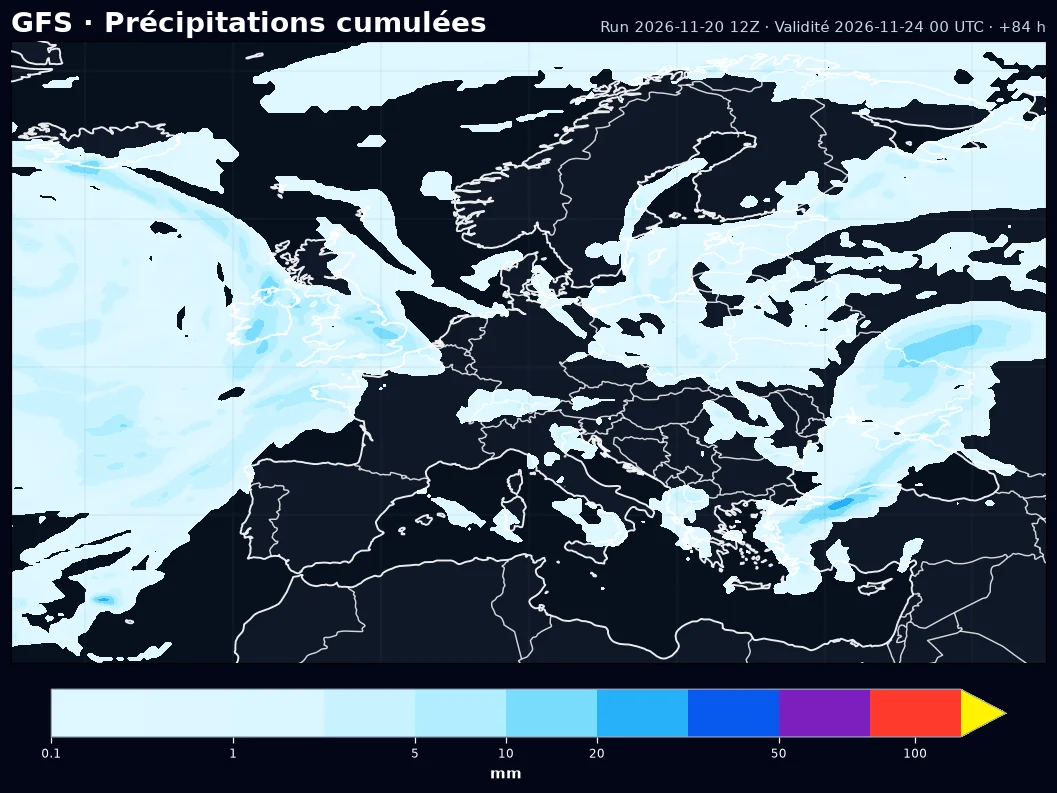 GFS · Précipitations cumulées
Run 2026-11-20 12Z · Validité 2026-11-24 00 UTC · +84 h
0.1 1 5 10 20 50 100
mm